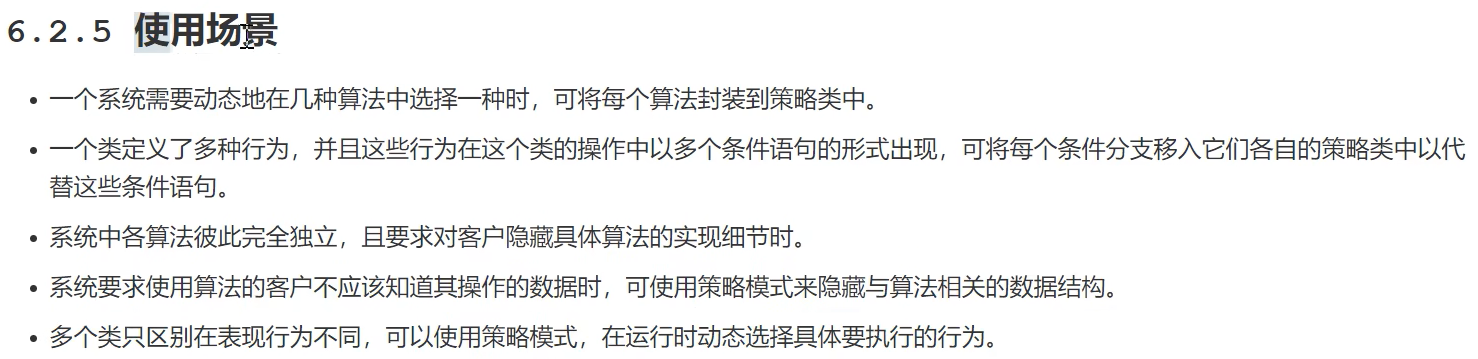 6.2.5 使用场景
• 一个系统需要动态地在几种算法中选择一种时，可将每个算法封装到策略类中。
• 一个类定义了多种行为，并且这些行为在这个类的操作中以多个条件语句的形式出现，可将每个条件分支移入它们各自的策略类中以代
替这些条件语句。
• 系统中各算法彼此完全独立，且要求对客户隐藏具体算法的实现细节时。
• 系统要求使用算法的客户不应该知道其操作的数据时，可使用策略模式来隐藏与算法相关的数据结构。
• 多个类只区别在表现行为不同，可以使用策略模式，在运行时动态选择具体要执行的行为。